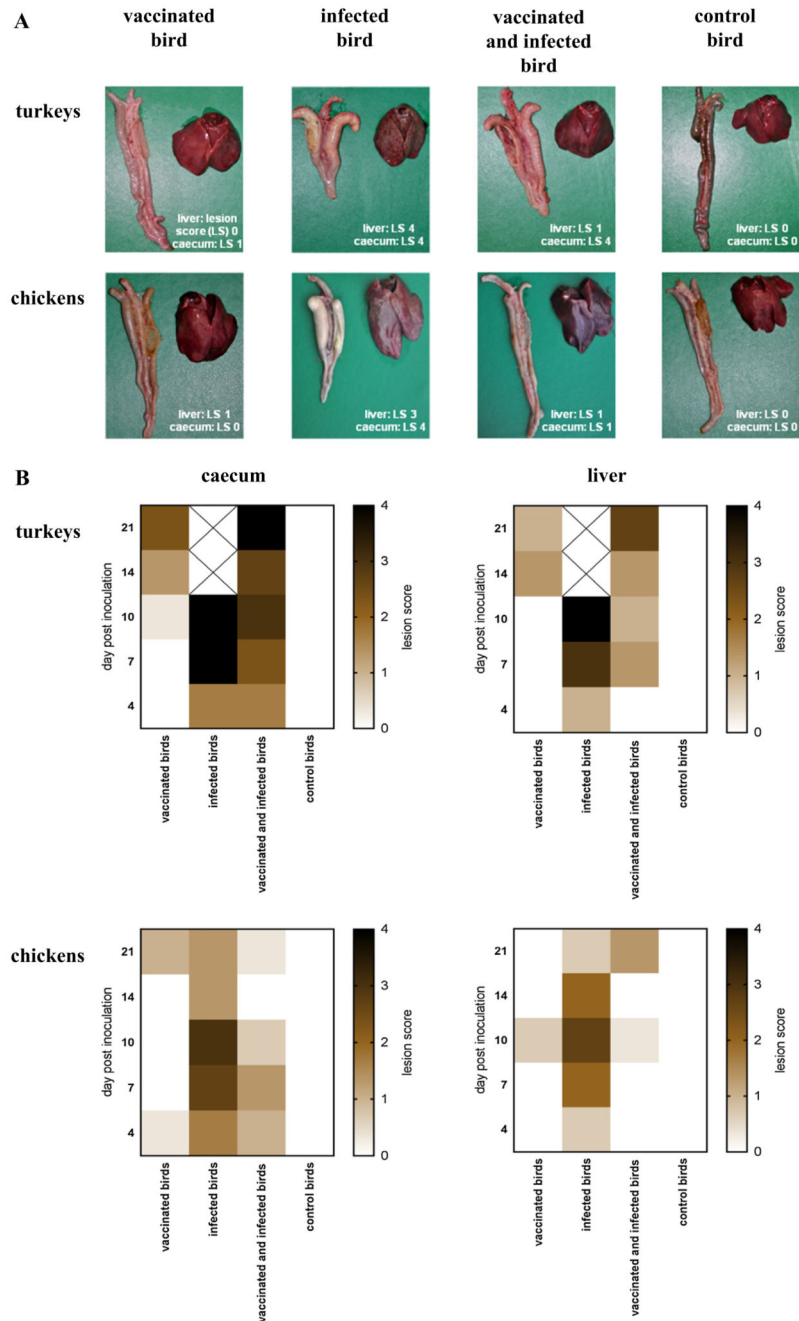 A
vaccinated
bird
infected
bird
vaccinated
and infected
bird
control
bird
turkeys
liver: lesion
score (LS) 0
caecum: LS 1
liver: LS 4
caecum: LS 4
liver: LS 1
caecum: LS 4
liver: LS 0
caecum: LS 0
chickens
liver: LS 1
caecum: LS 0
liver: LS 3
caecum: LS 4
liver: LS 1
caecum: LS 1
liver: LS 0
caecum: LS 0
B
caecum
liver
turkeys
day post inoculation
21
14
10
7
4
4
3
2
1
0
lesion score
vaccinated birds
infected birds
vaccinated and infected birds
control birds
day post inoculation
21
14
10
7
4
4
3
2
1
0
lesion score
vaccinated birds
infected birds
vaccinated and infected birds
control birds
chickens
day post inoculation
21
14
10
7
4
4
3
2
1
0
lesion score
vaccinated birds
infected birds
vaccinated and infected birds
control birds
day post inoculation
21
14
10
7
4
4
3
2
1
0
lesion score
vaccinated birds
infected birds
vaccinated and infected birds
control birds